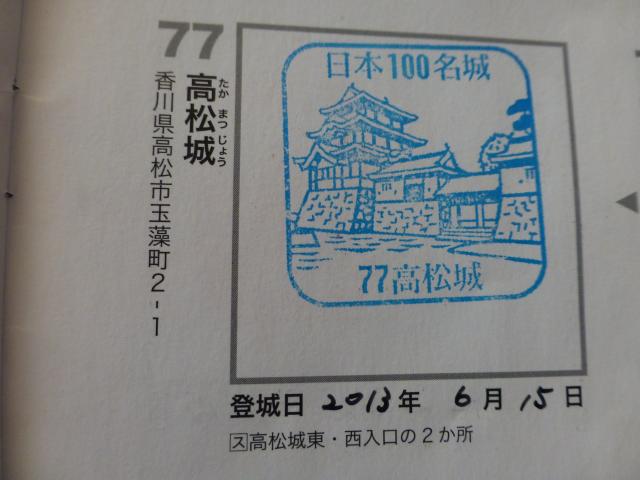 77
高松城
たか まつ じょう
香川県高松市玉藻町2-1
日本100名城
77高松城
登城日 2013年 6月 15日
ス高松城東・西入口の2か所